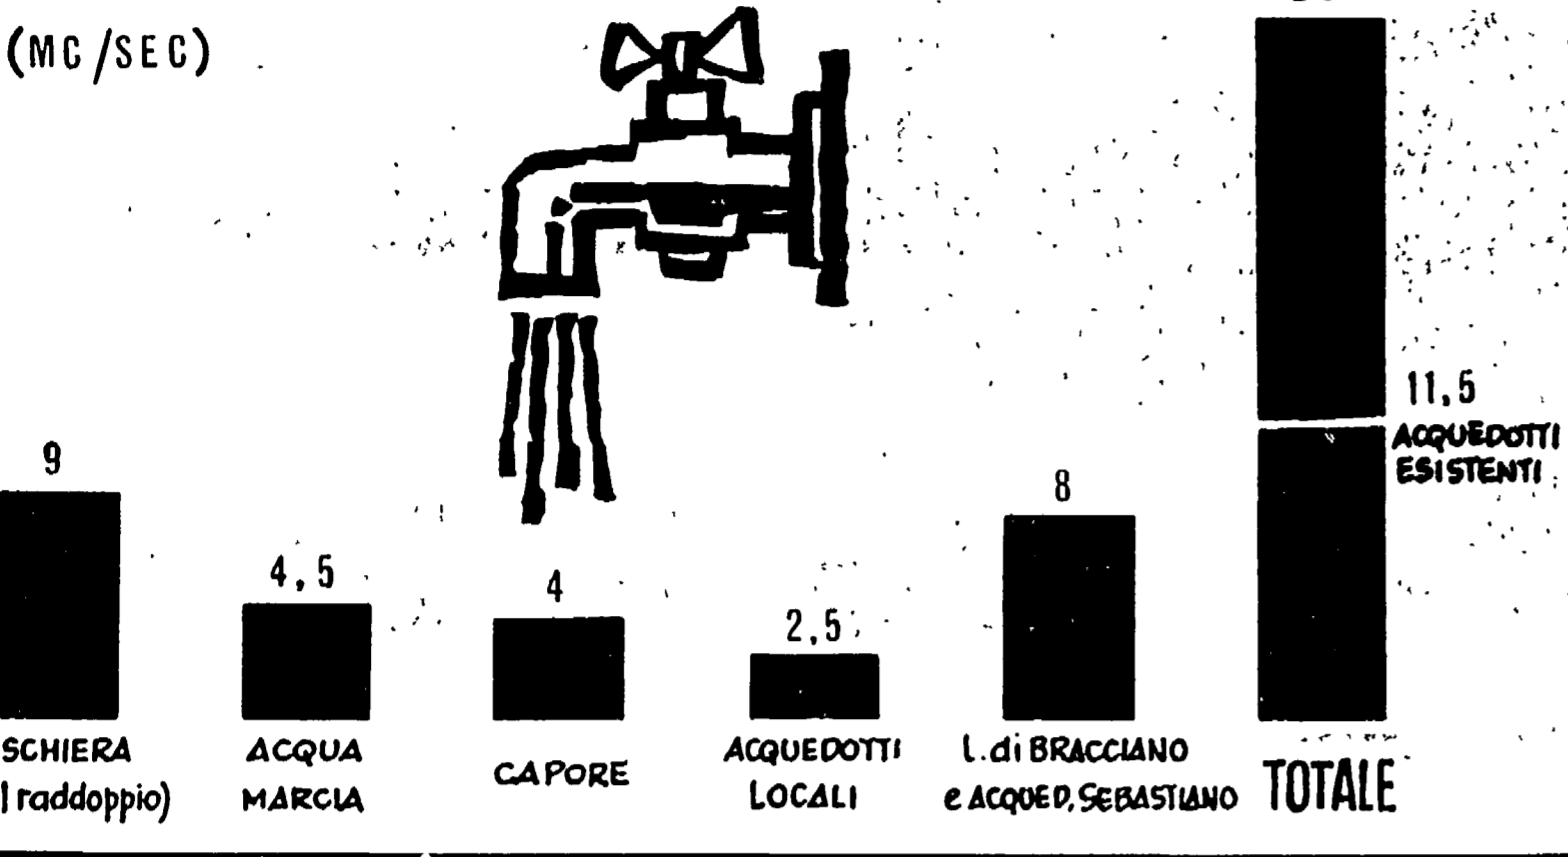 (MC/SEC)
11,5
ACQUEDOTTI
ESISTENTI
9
8
4,5
4
2,5
SCHIERA
raddoppio)
ACQUA
MARCIA
CAPORE
ACQUEDOTTI
LOCALI
L. di BRACCIANO
e ACQUED. SEBASTIANO
TOTALE